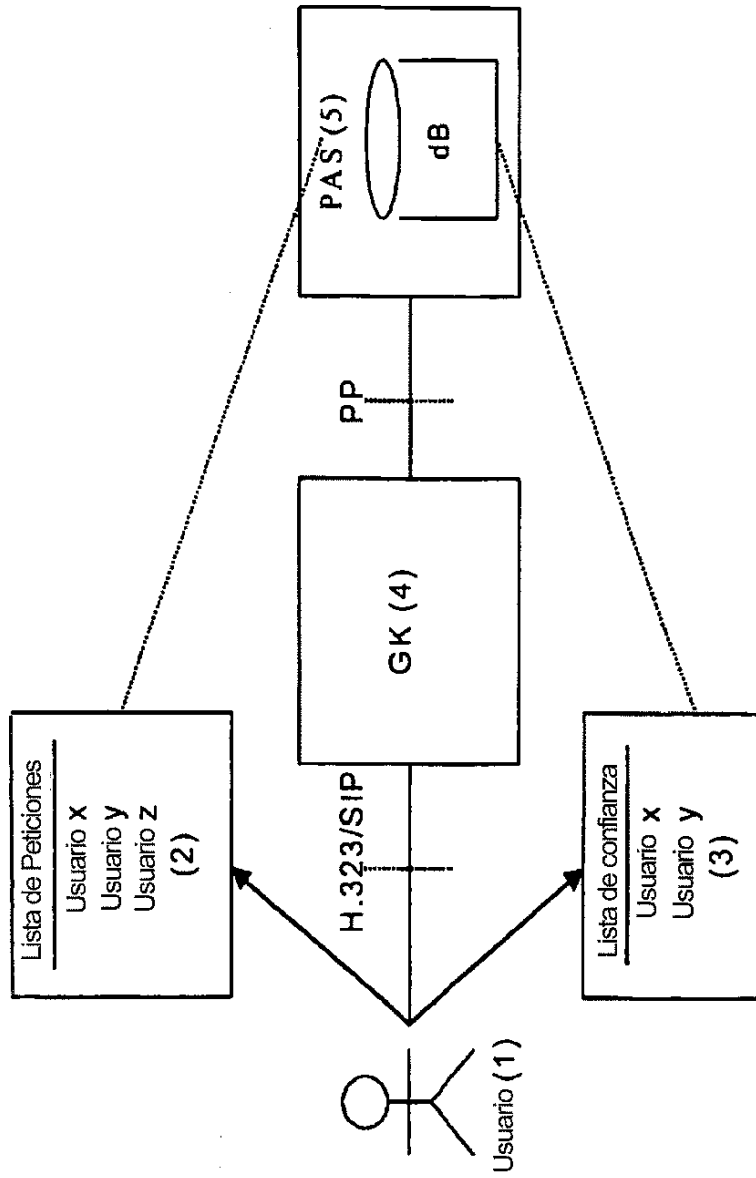 Lista de Peticiones
Usuario x
Usuario y
Usuario z
(2)
PAS (5)
dB
H.323/SIP
GK (4)
PP
Usuario (1)
Lista de confianza
Usuario x
Usuario y
(3)